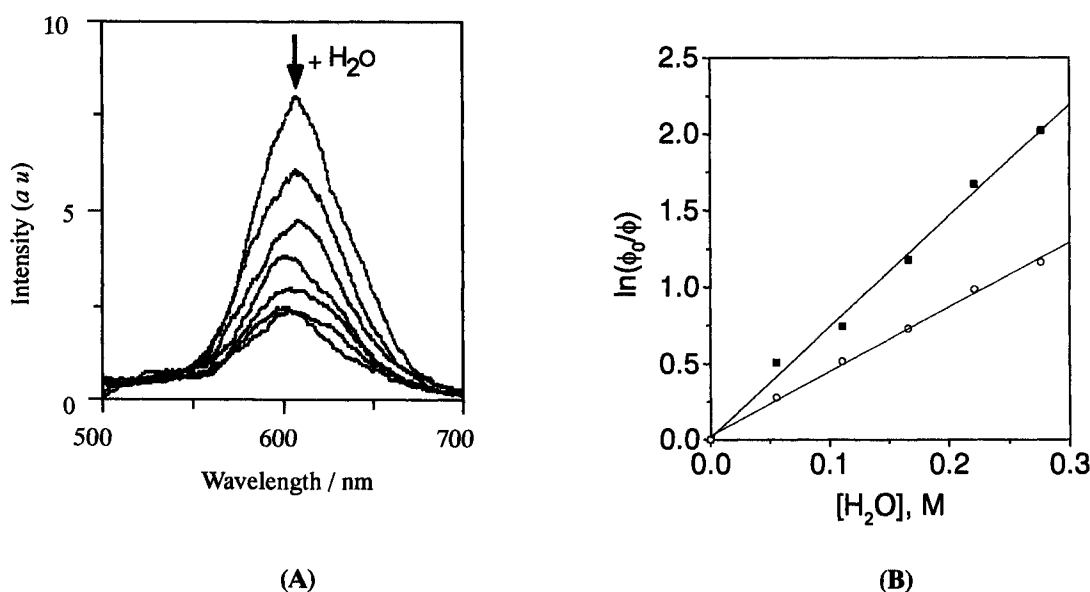 10
5
0
+ H₂O
Intensity (a u)
500
600
700
Wavelength / nm
(A)
2.5
2.0
1.5
1.0
0.5
0.0
ln(ϕ₀/ϕ)
0.0
0.1
0.2
0.3
[H₂O], M
(B)